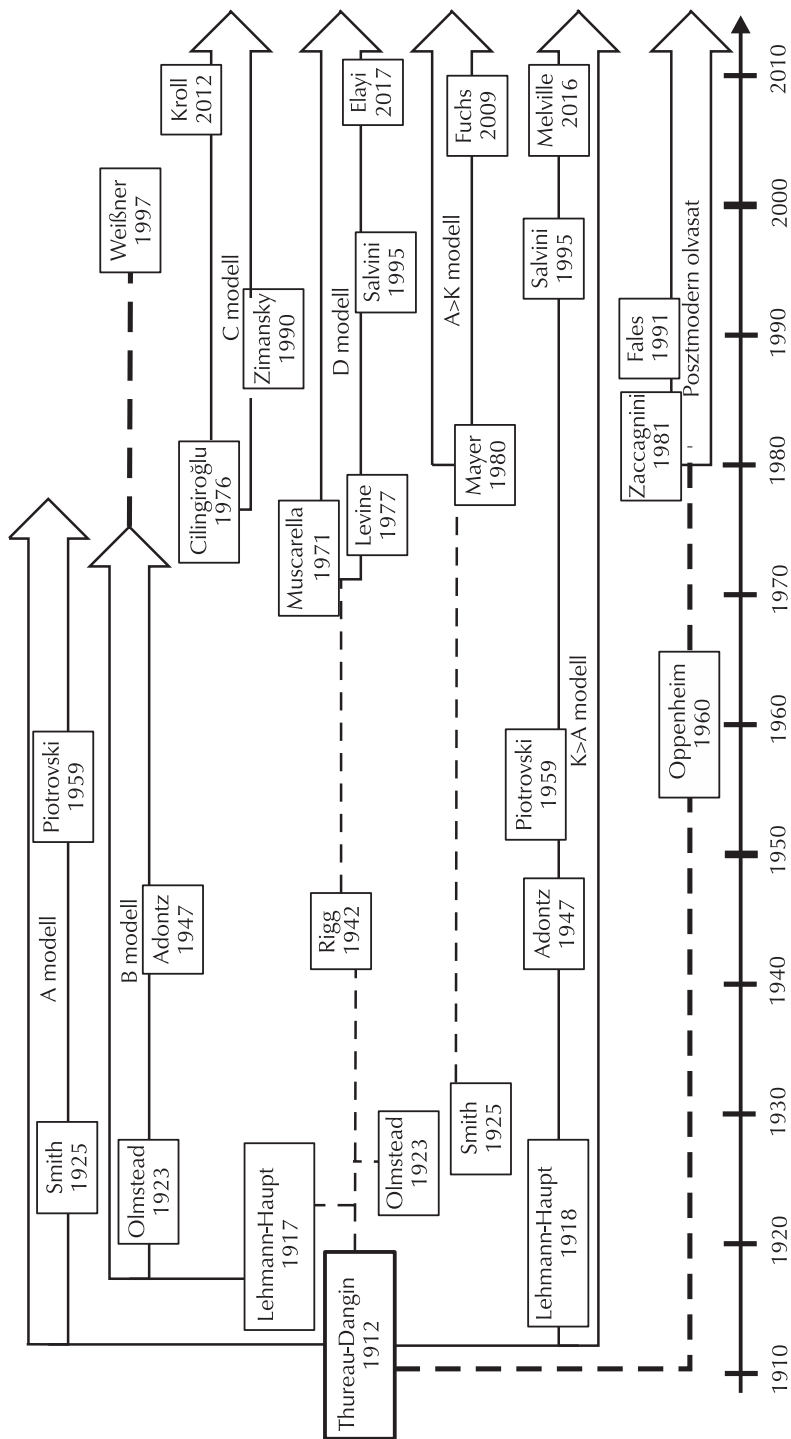 Smith
1925
A modell
Piotrovski
1959
Olmstead
1923
B modell
Adontz
1947
Weißner
1997
Cilingiroğlu
1976
Kroll
2012
C modell
Zimansky
1990
Lehmann-Haupt
1917
Muscarella
1971
D modell
Thureau-Dangin
1912
Rigg
1942
Levine
1977
Salvini
1995
Elayi
2017
Olmstead
1923
A>K modell
Smith
1925
Mayer
1980
Fuchs
2009
Lehmann-Haupt
1918
Adontz
1947
Piotrovski
1959
K>A modell
Salvini
1995
Melville
2016
Zaccagnini
1981
Fales
1991
Oppenheim
1960
Posztmodern olvasat
1910
1920
1930
1940
1950
1960
1970
1980
1990
2000
2010